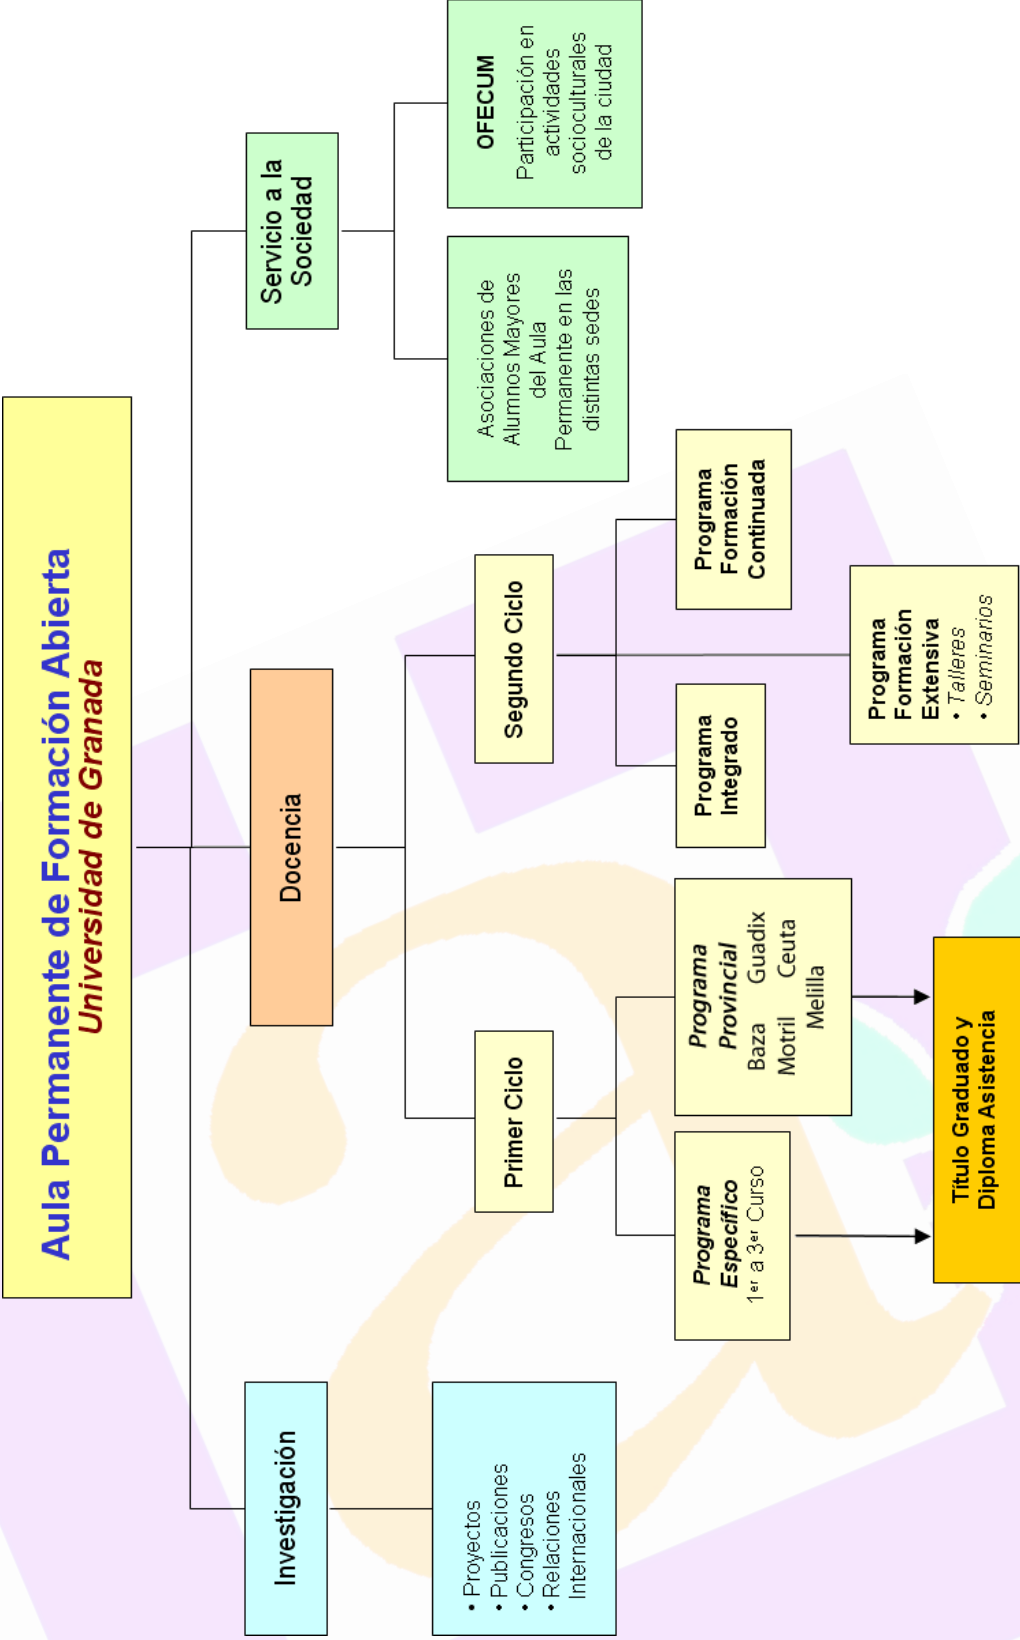 Aula Permanente de Formación Abierta
Universidad de Granada
Investigación
• Proyectos
• Publicaciones
• Congresos
• Relaciones
Internacionales
Docencia
Primer Ciclo
Programa
Específico
1er a 3er Curso
Programa
Provincial
Baza Guadix
Motril Ceuta
Melilla
Título Graduado y
Diploma Asistencia
Segundo Ciclo
Programa
Integrado
Programa
Formación
Extensiva
• Talleres
• Seminarios
Programa
Formación
Continuada
Servicio a la
Sociedad
Asociaciones de
Alumnos Mayores
del Aula
Permanente en las
distintas sedes
OFECUM
Participación en
actividades
socioculturales
de la ciudad